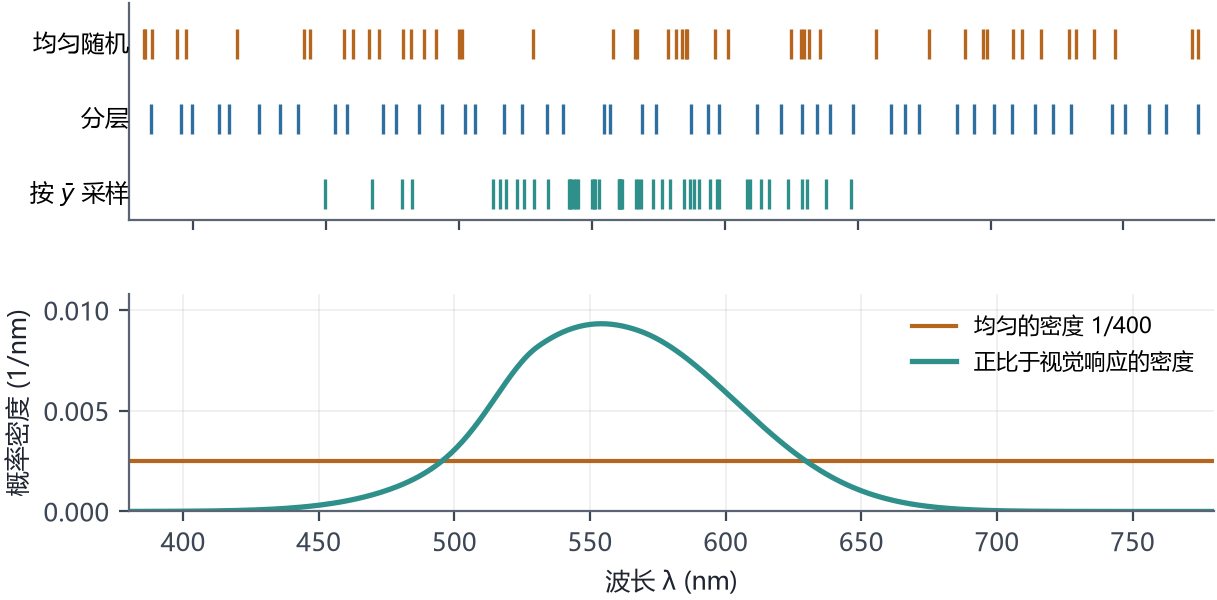 均匀随机
分层
按 ȳ 采样
概率密度 (1/nm)
0.010
0.005
0.000
均匀的密度 1/400
正比于视觉响应的密度
400 450 500 550 600 650 700 750
波长 λ (nm)